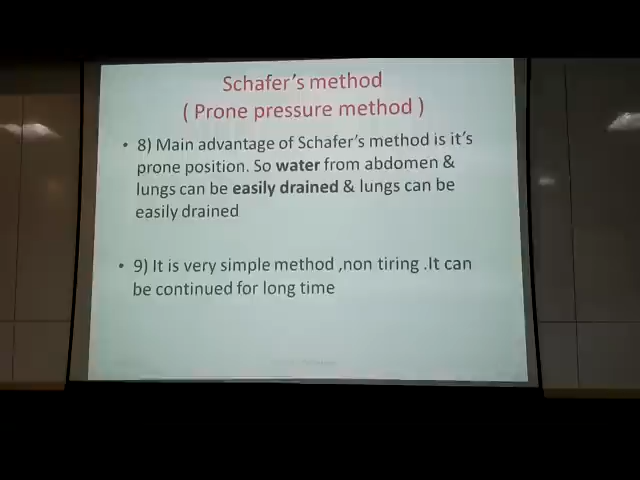 Schafer's method
( Prone pressure method )
• 8) Main advantage of Schafer's method is it's
prone position. So water from abdomen &
lungs can be easily drained & lungs can be
easily drained
• 9) It is very simple method ,non tiring .It can
be continued for long time